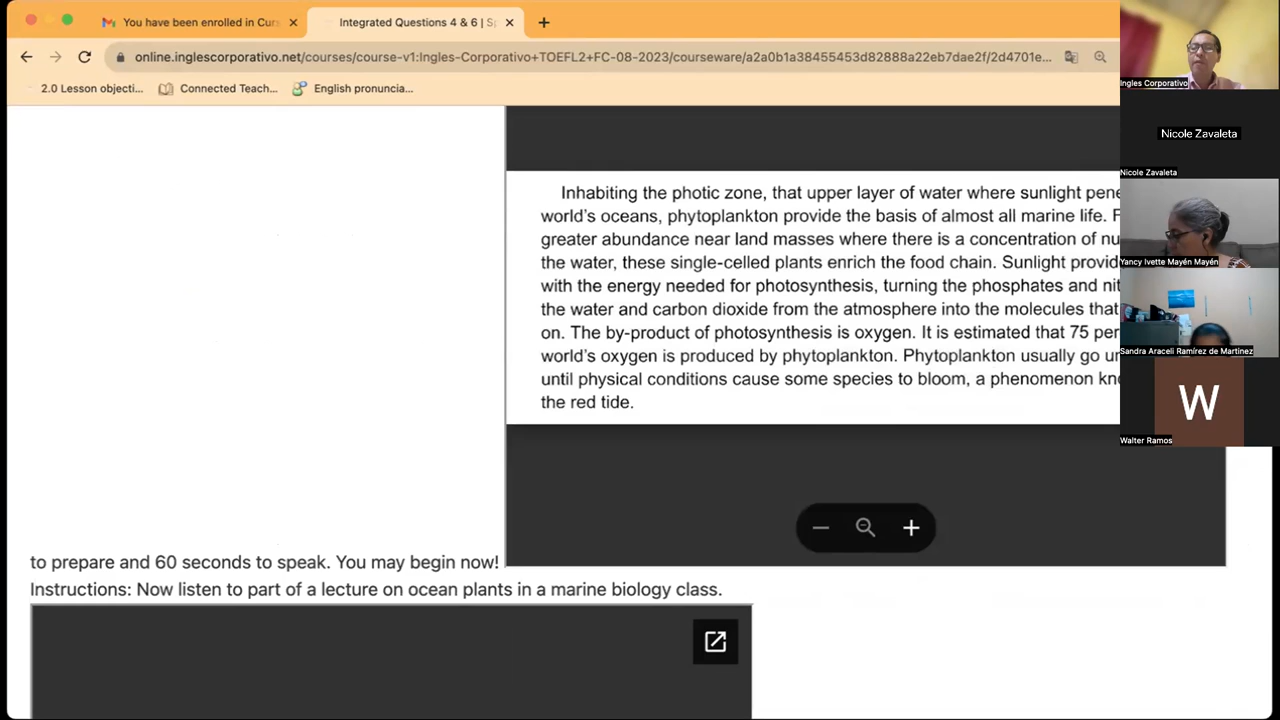 You have been enrolled in Curs
Integrated Questions 4 & 6 | Sp
online.inglescorporativo.net/courses/course-v1:Ingles-Corporativo+TOEFL2+FC-08-2023/courseware/a2a0b1a38455453d82888a22eb7dae2f/2d4701e...
2.0 Lesson objecti...
Connected Teach...
English pronuncia...
Inhabiting the photic zone, that upper layer of water where sunlight pene
world's oceans, phytoplankton provide the basis of almost all marine life. F
greater abundance near land masses where there is a concentration of nu
the water, these single-celled plants enrich the food chain. Sunlight provid
with the energy needed for photosynthesis, turning the phosphates and nit
the water and carbon dioxide from the atmosphere into the molecules that
on. The by-product of photosynthesis is oxygen. It is estimated that 75 per
world's oxygen is produced by phytoplankton. Phytoplankton usually go un
until physical conditions cause some species to bloom, a phenomenon kno
the red tide.
to prepare and 60 seconds to speak. You may begin now!
Instructions: Now listen to part of a lecture on ocean plants in a marine biology class.
Ingles Corporativo
Nicole Zavaleta
Nicole Zavaleta
Yancy Ivette Mayén Mayén
Sandra Araceli Ramírez de Martinez
W
Walter Ramos